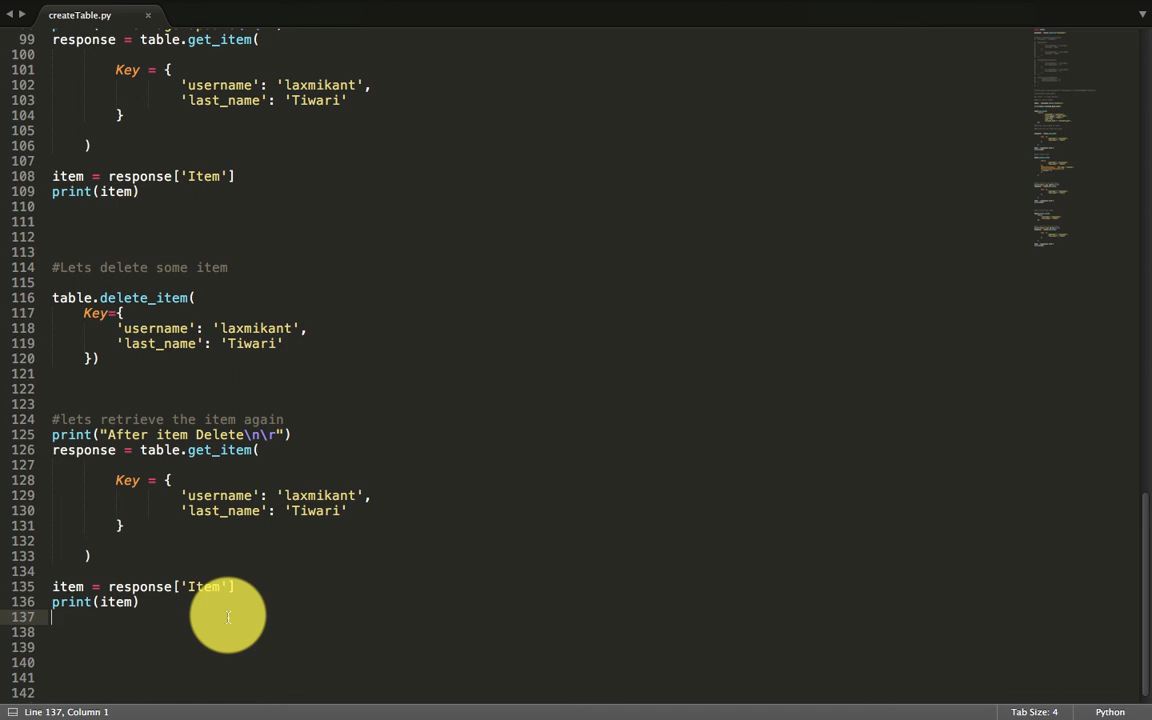 createTable.py
99 response = table.get_item(
100
101 Key = {
102 'username': 'laxmikant',
103 'last_name': 'Tiwari'
104 }
105
106 )
107
108 item = response['Item']
109 print(item)
110
111
112
113
114 #Lets delete some item
115
116 table.delete_item(
117 Key={
118 'username': 'laxmikant',
119 'last_name': 'Tiwari'
120 })
121
122
123
124 #lets retrieve the item again
125 print("After item Delete\n\r")
126 response = table.get_item(
127
128 Key = {
129 'username': 'laxmikant',
130 'last_name': 'Tiwari'
131 }
132
133 )
134
135 item = response['Item']
136 print(item)
137
138
139
140
141
142
Line 137, Column 1
Tab Size: 4
Python